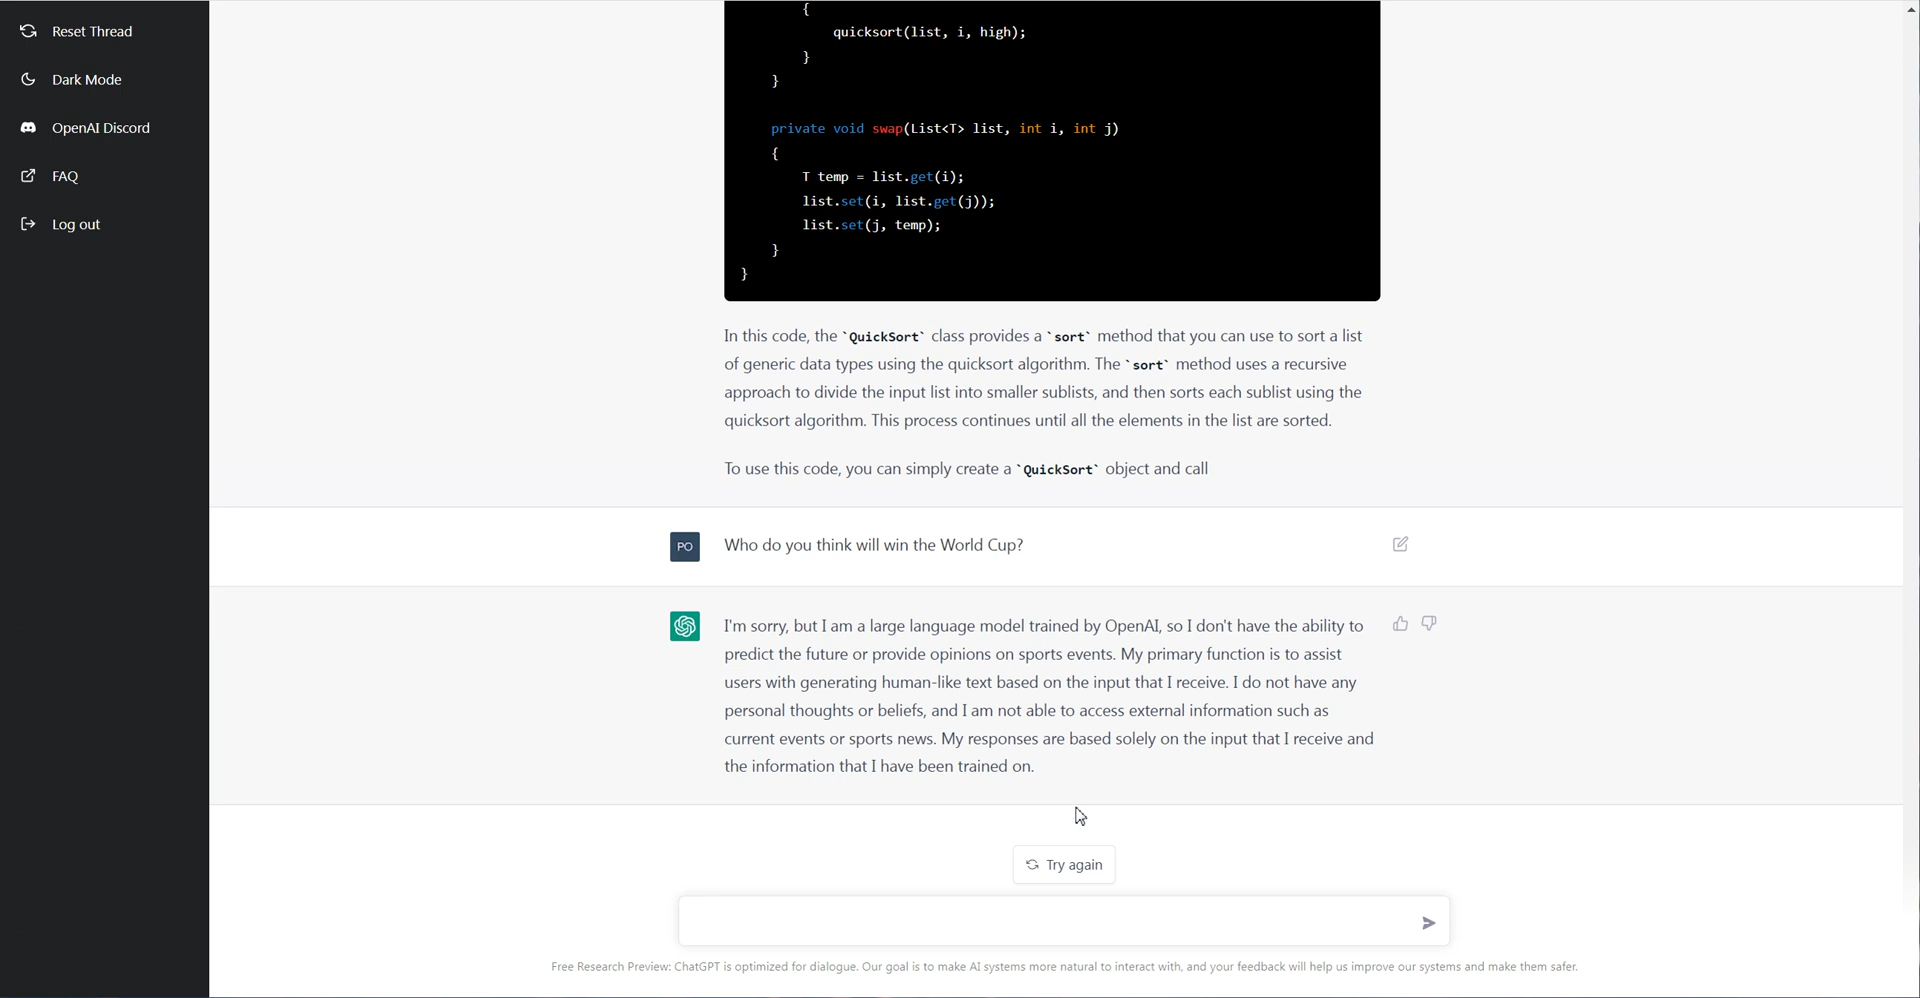 Reset Thread
Dark Mode
OpenAI Discord
FAQ
Log out
{
quicksort(list, i, high);
}
}
private void swap(List<T> list, int i, int j)
{
T temp = list.get(i);
list.set(i, list.get(j));
list.set(j, temp);
}
}
In this code, the `QuickSort` class provides a `sort` method that you can use to sort a list
of generic data types using the quicksort algorithm. The `sort` method uses a recursive
approach to divide the input list into smaller sublists, and then sorts each sublist using the
quicksort algorithm. This process continues until all the elements in the list are sorted.
To use this code, you can simply create a `QuickSort` object and call
PO
Who do you think will win the World Cup?
I'm sorry, but I am a large language model trained by OpenAI, so I don't have the ability to
predict the future or provide opinions on sports events. My primary function is to assist
users with generating human-like text based on the input that I receive. I do not have any
personal thoughts or beliefs, and I am not able to access external information such as
current events or sports news. My responses are based solely on the input that I receive and
the information that I have been trained on.
Try again
Free Research Preview: ChatGPT is optimized for dialogue. Our goal is to make AI systems more natural to interact with, and your feedback will help us improve our systems and make them safer.